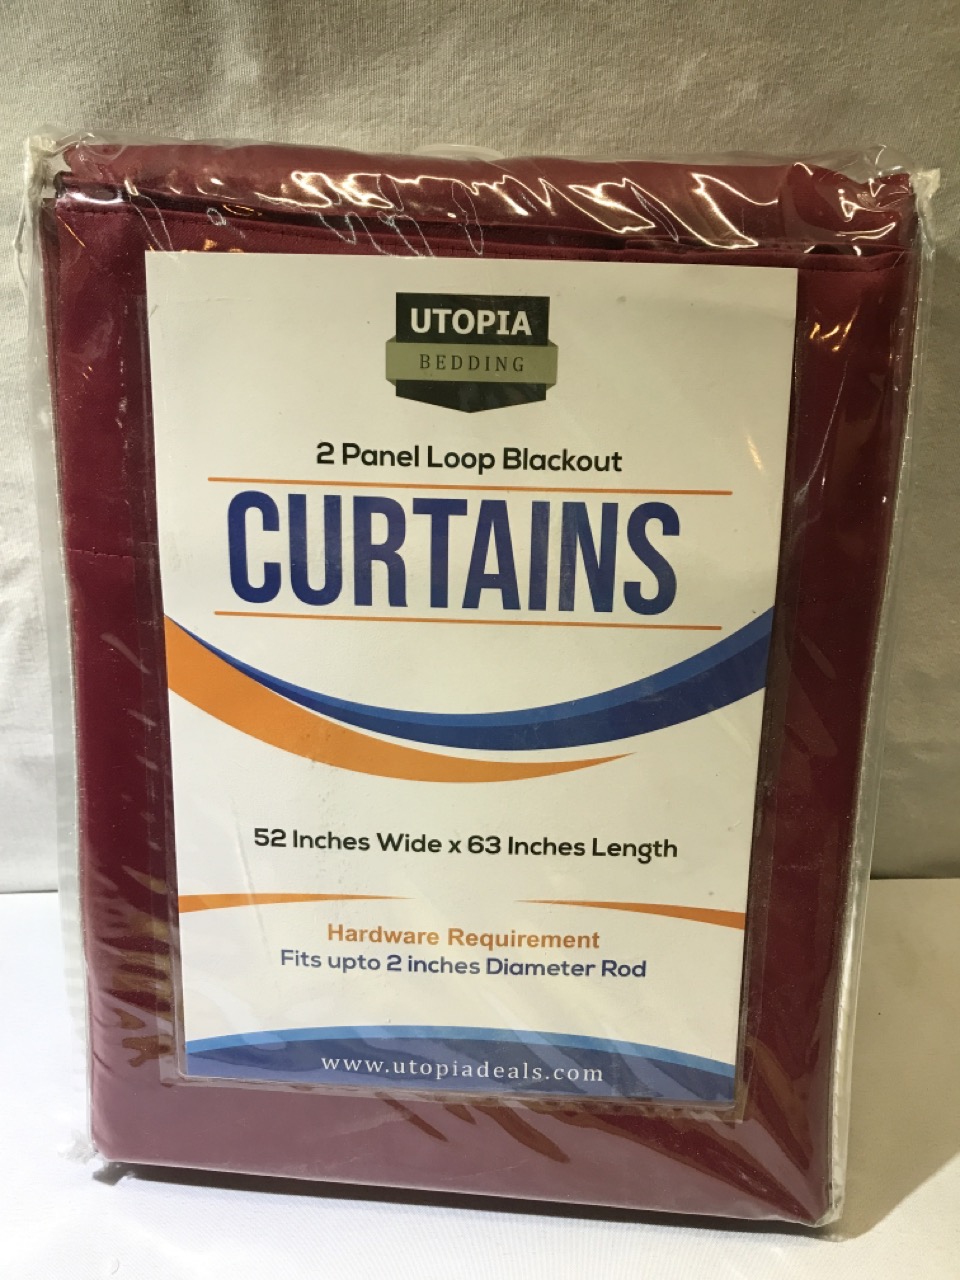 UTOPIA
BEDDING
2 Panel Loop Blackout
CURTAINS
52 Inches Wide x 63 Inches Length
Hardware Requirement
Fits upto 2 inches Diameter Rod
www.utopiadeals.com